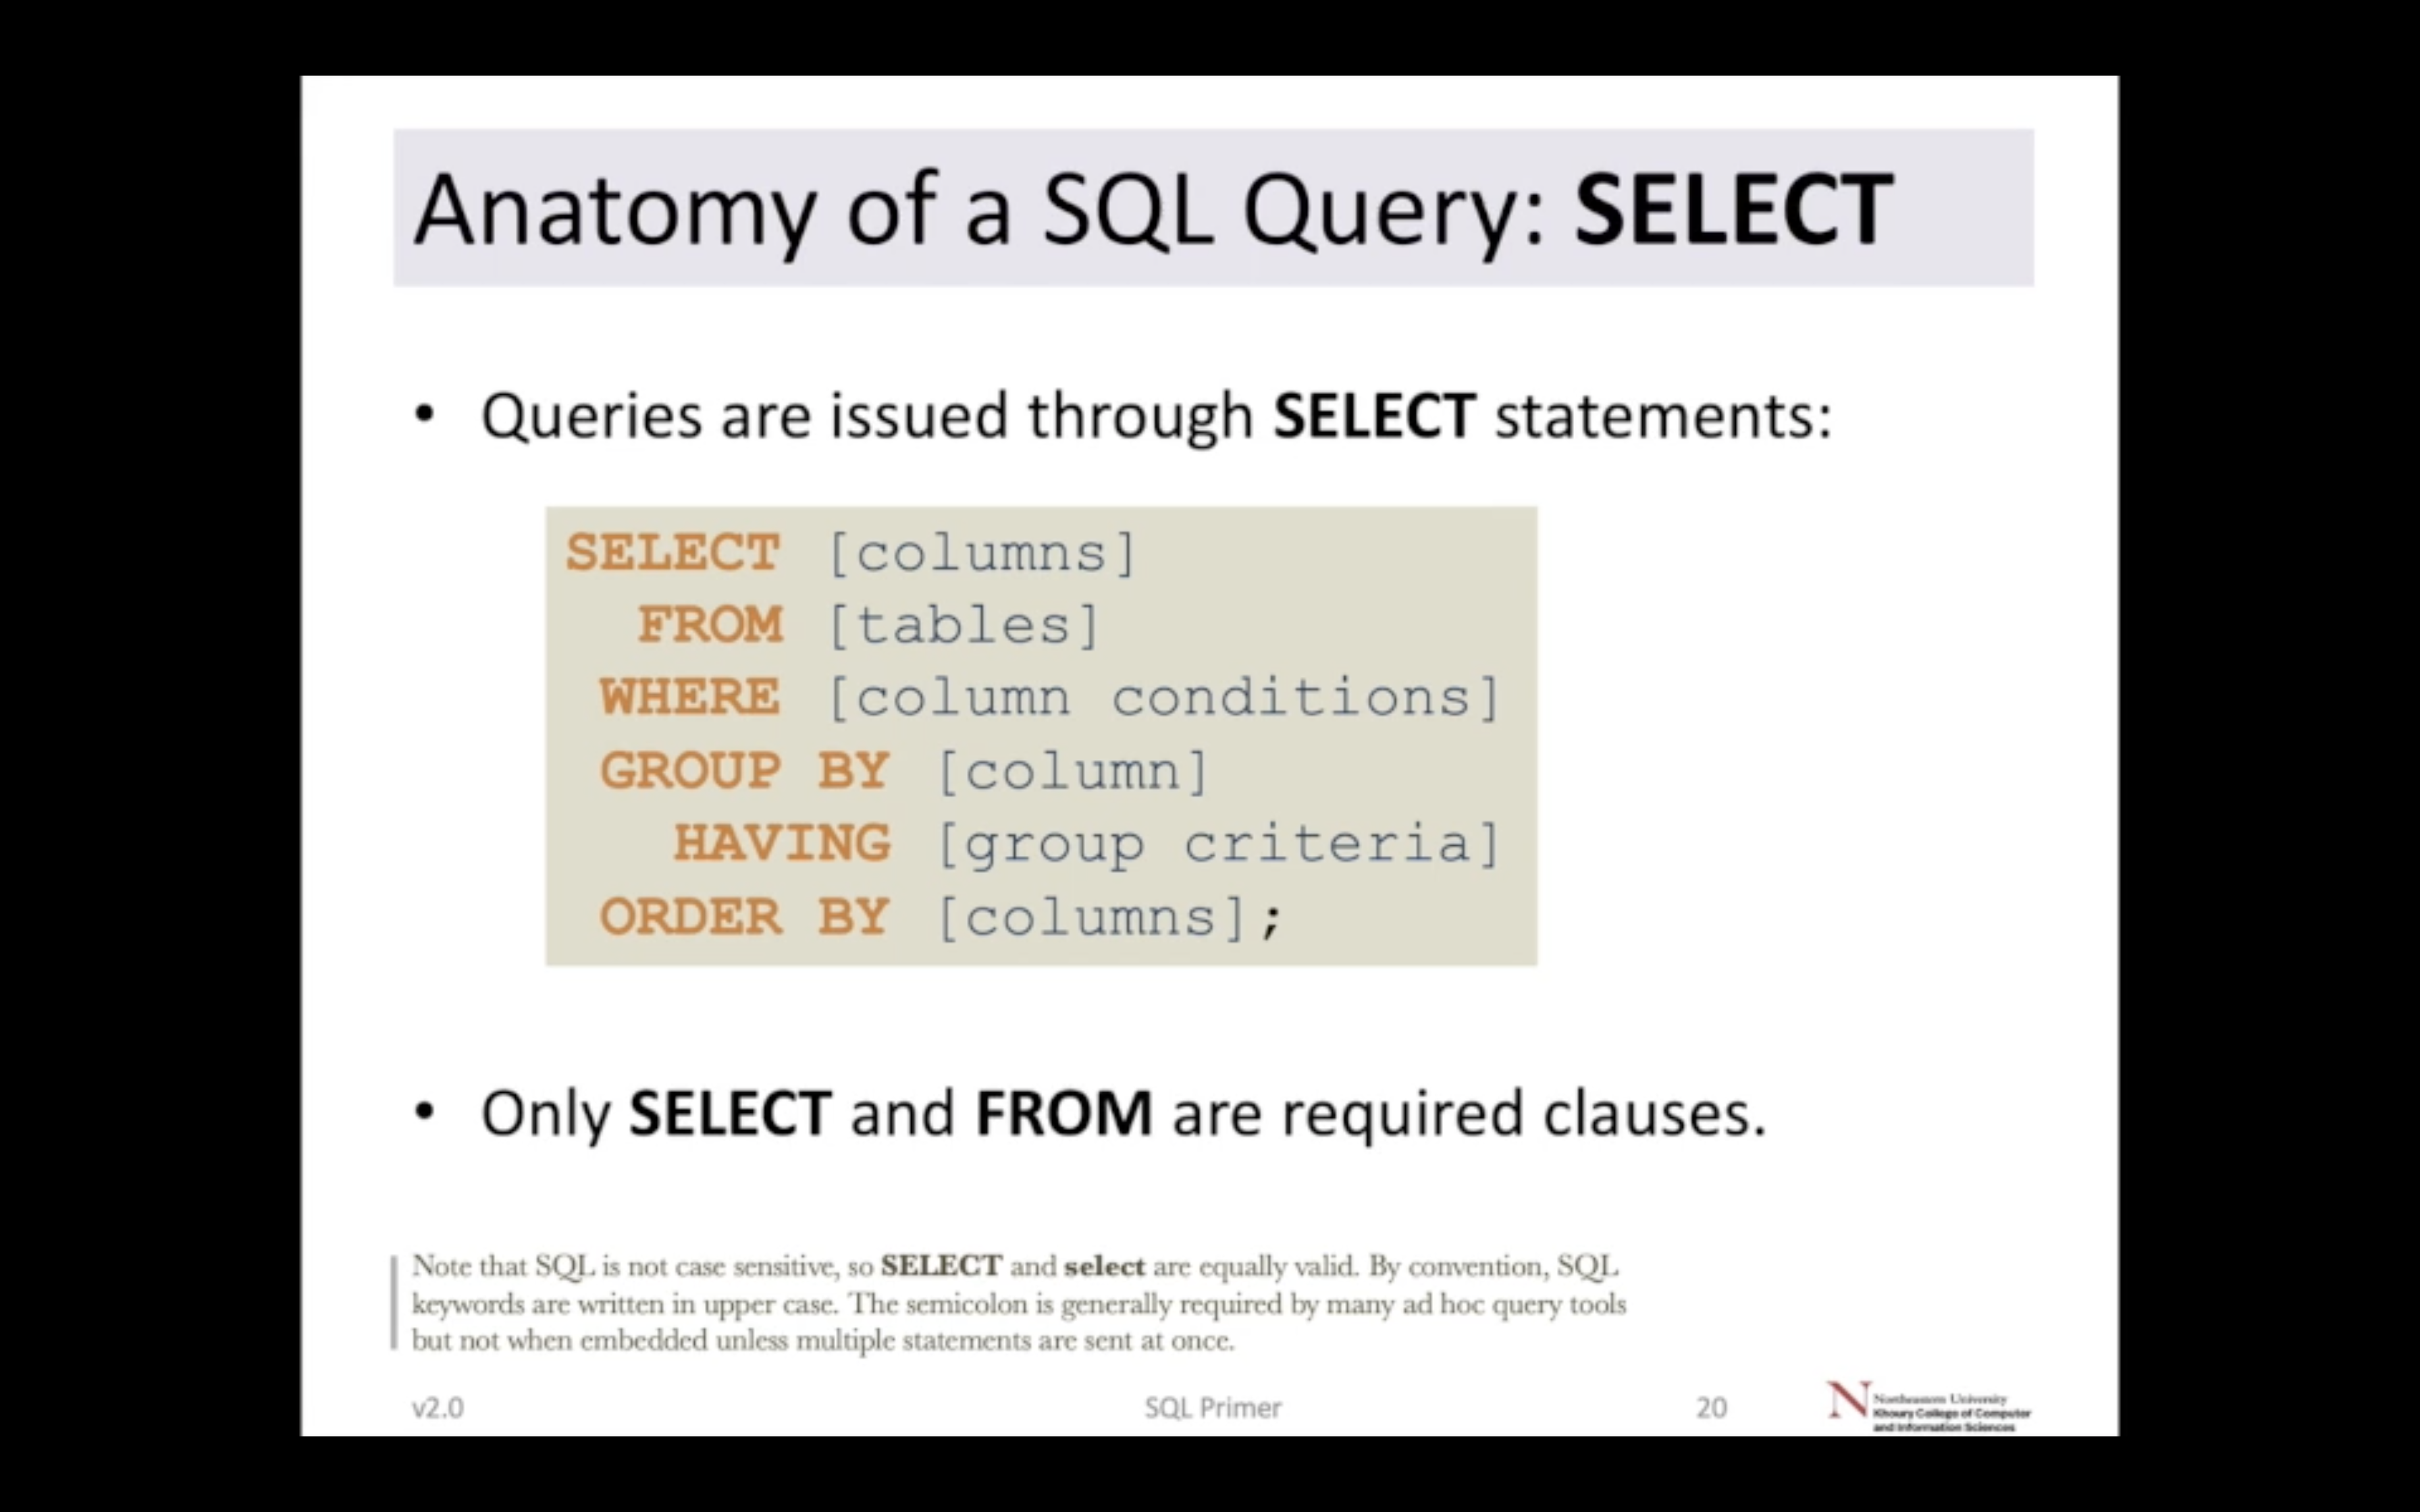 Anatomy of a SQL Query: SELECT
• Queries are issued through SELECT statements:
SELECT [columns]
FROM [tables]
WHERE [column conditions]
GROUP BY [column]
HAVING [group criteria]
ORDER BY [columns];
• Only SELECT and FROM are required clauses.
Note that SQL is not case sensitive, so SELECT and select are equally valid. By convention, SQL
keywords are written in upper case. The semicolon is generally required by many ad hoc query tools
but not when embedded unless multiple statements are sent at once.
v2.0
SQL Primer
20
N
Northeastern University
Khoury College of Computer
and Information Sciences